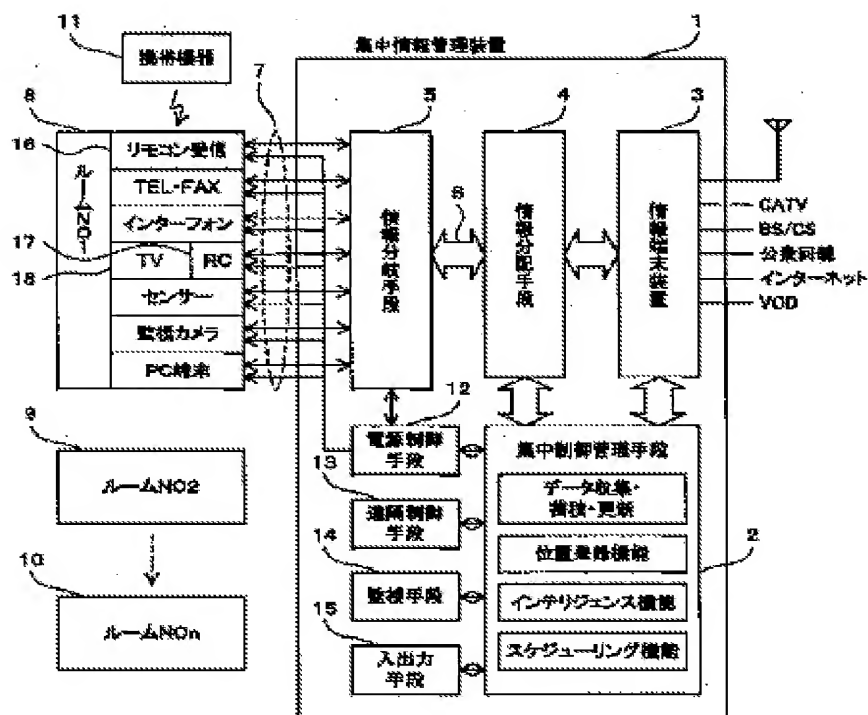 11
携帯機器
集中情報管理装置
1
8
7
5
4
3
16
ルームNO1
リモコン受信
TEL・FAX
インターフォン
17
TV
RC
18
センサー
監視カメラ
PC端末
情報分岐手段
6
情報分配手段
情報端末装置
CATV
BS/CS
公衆回線
インターネット
VOD
12
電源制御
手段
集中制御管理手段
9
ルームNO2
13
遠隔制御
手段
データ収集・
蓄積・更新
2
14
位置登録機能
10
ルームNOn
監視手段
インテリジェンス機能
15
入出力
手段
スケジューリング機能